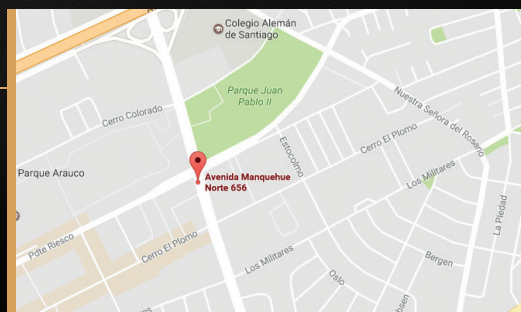 Colegio Alemán
de Santiago
Parque Juan
Pablo II
Cerro Colorado
Nuestra Señora del Rosario
Estocolmo
Cerro El Plomo
Parque Arauco
Avenida Manquehue
Norte 656
Los Militares
La Piedad
Pdte Riesco
Cerro El Plomo
Los Militares
Bergen
Oslo